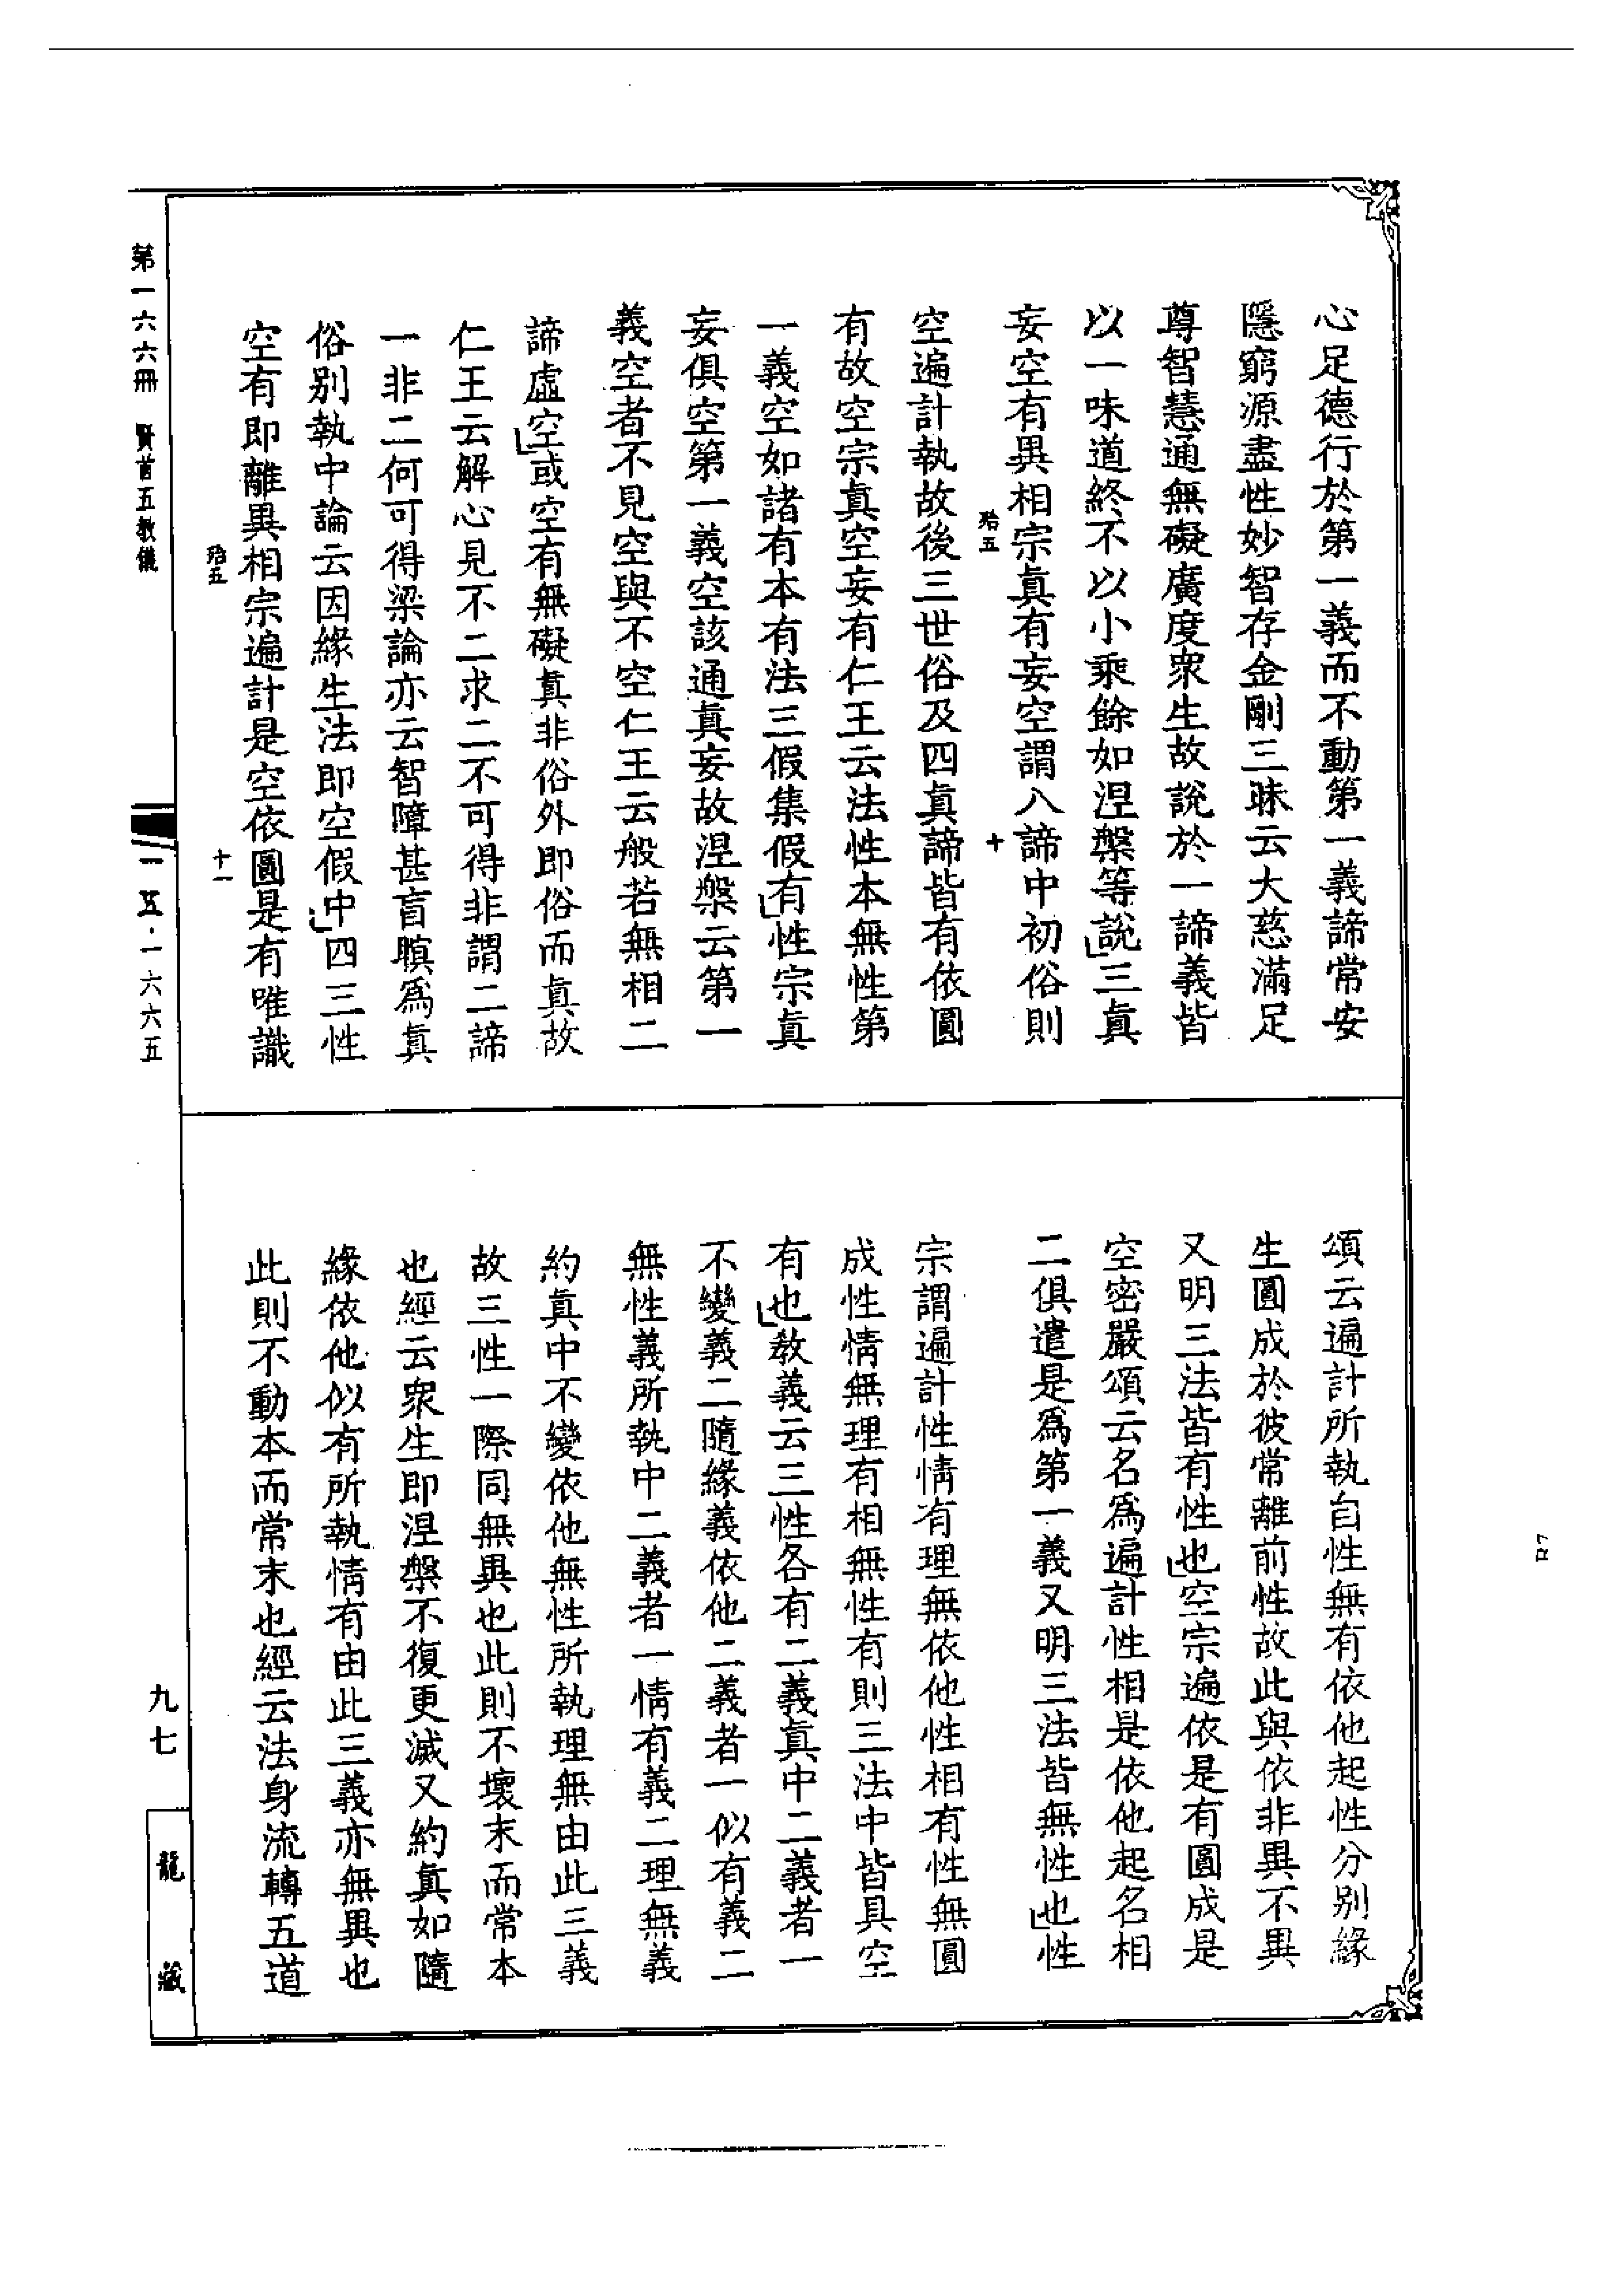 心足德行於第一義而不動第一義諦常安
隱窮源盡性妙智存金剛三昧云大慈滿足
尊智慧通無礙廣度衆生故說於一諦義皆
以一味道終不以小乘餘如涅槃等說三真
妄空有異相宗真有妄空謂八諦中初俗則
殆五
十
空遍計執故後三世俗及四真諦皆有依圓
有故空宗真空妄有仁王云法性本無性第
一義空如諸有本有法三假集假有性宗真
妄俱空第一義空該通真妄故涅槃云第一
義空者不見空與不空仁王云般若無相二
諦虛空或空有無礙真非俗外即俗而真故
仁王云解心見不二求二不可得非謂二諦
一非二何可得梁論亦云智障甚盲瞑爲真
俗别執中論云因緣生法即空假中四三性
空有即離異相宗遍計是空依圓是有唯識
殆五
十一
頌云遍計所執自性無有依他起性分别緣
生圓成於彼常離前性故此與依非異不異
又明三法皆有性也空宗遍依是有圓成是
空密嚴頌云名爲遍計性相是依他起名相
二俱遣是爲第一義又明三法皆無性也性
宗謂遍計性情有理無依他性相有性無圓
成性情無理有相無性有則三法中皆具空
有也教義云三性各有二義真中二義者一
不變義二隨緣義依他二義者一似有義二
無性義所執中二義者一情有義二理無義
約真中不變依他無性所執理無由此三義
故三性一際同無異也此則不壞末而常本
也經云衆生即涅槃不復更滅又約真如隨
緣依他似有所執情有由此三義亦無異也
此則不動本而常末也經云法身流轉五道
第一六六冊 賢首五教儀
一五·一六六五
九七
龍藏